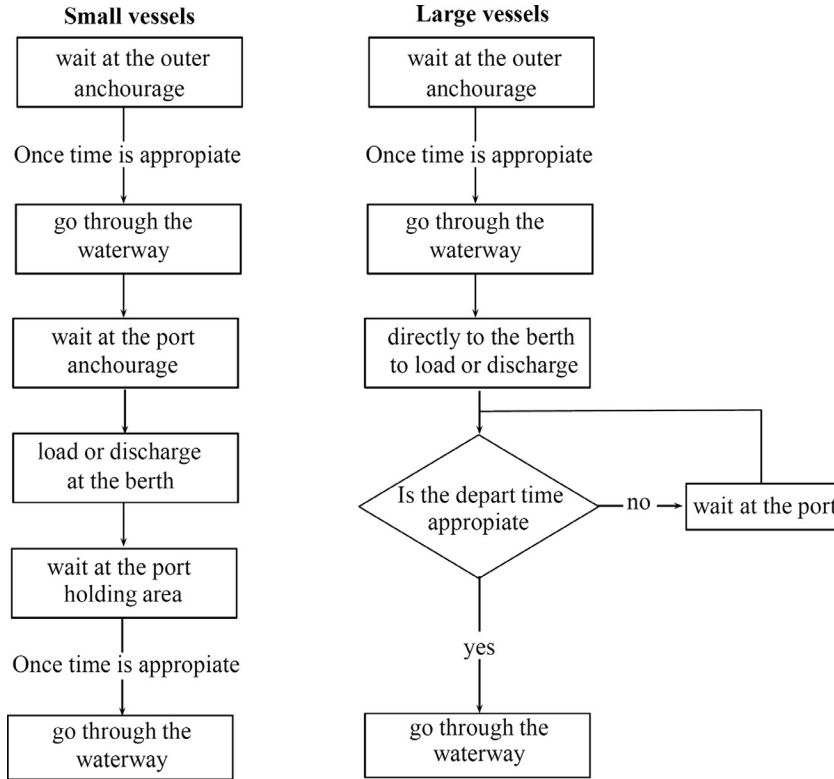 Small vessels
wait at the outer
anchourage
Once time is appropiate
go through the
waterway
wait at the port
anchourage
load or discharge
at the berth
wait at the port
holding area
Once time is appropiate
go through the
waterway
Large vessels
wait at the outer
anchourage
Once time is appropiate
go through the
waterway
directly to the berth
to load or discharge
Is the depart time
appropiate
no
wait at the port
yes
go through the
waterway